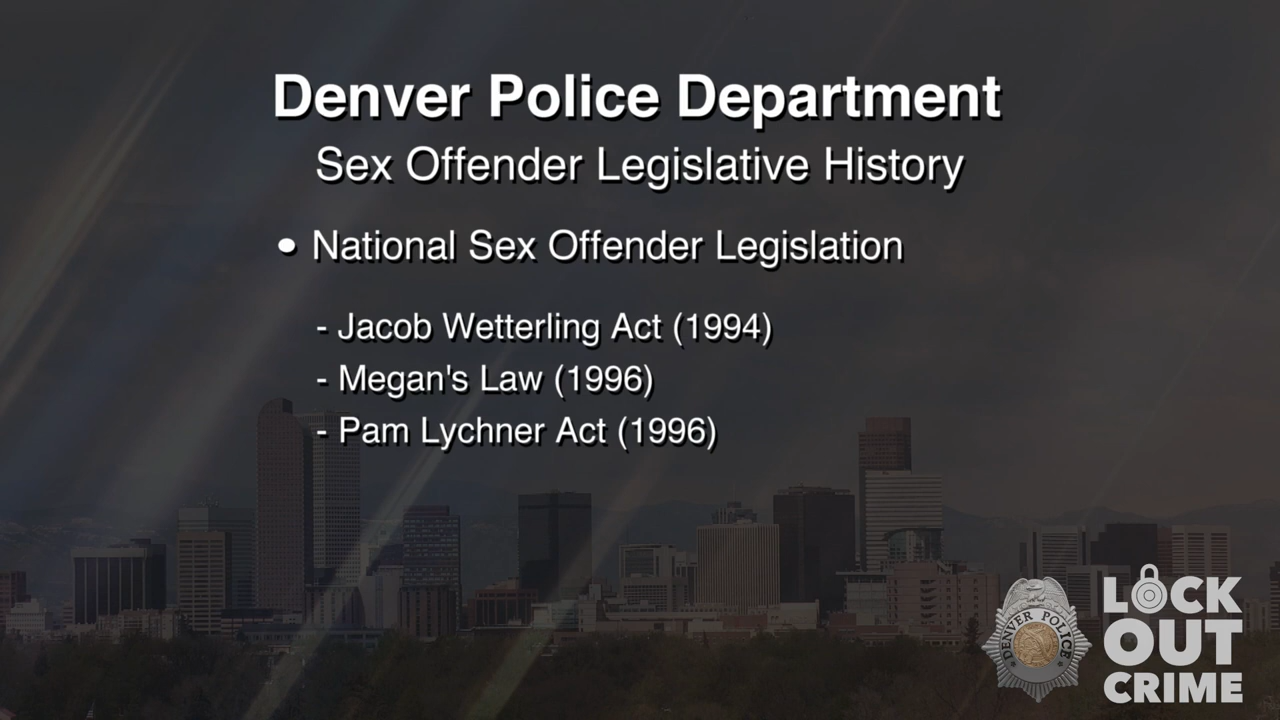 Denver Police Department
Sex Offender Legislative History
• National Sex Offender Legislation
- Jacob Wetterling Act (1994)
- Megan's Law (1996)
- Pam Lychner Act (1996)
DENVER POLICE
LOCK
OUT
CRIME